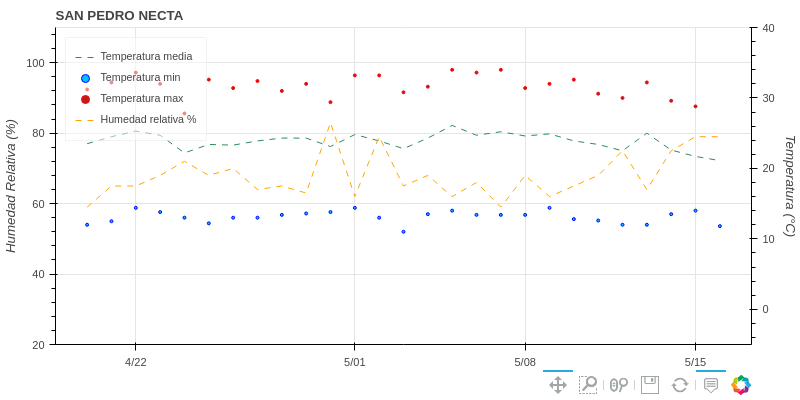 SAN PEDRO NECTA
Temperatura media
Temperatura min
Temperatura max
Humedad relativa %
Humedad Relativa (%)
100
80
60
40
20
Temperatura (°C)
40
30
20
10
0
4/22
5/01
5/08
5/15